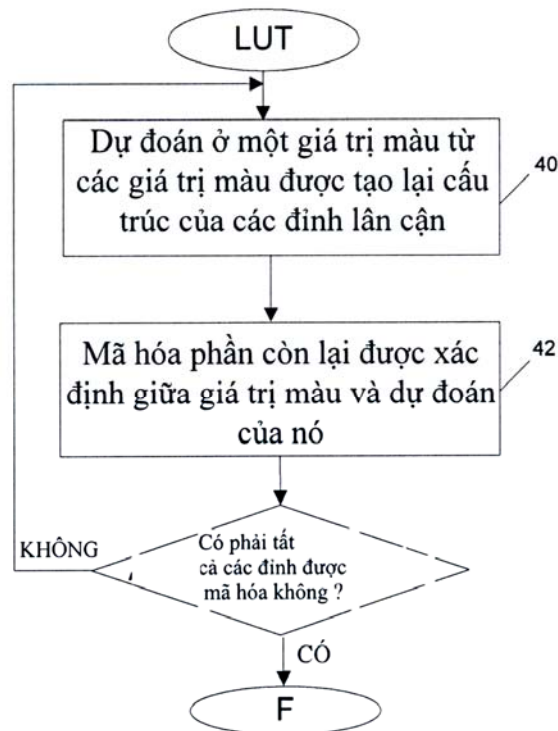 LUT
Dự đoán ở một giá trị màu từ
các giá trị màu được tạo lại cấu
trúc của các đỉnh lân cận
40
Mã hóa phần còn lại được xác
định giữa giá trị màu và dự đoán
của nó
42
KHÔNG
Có phải tất
cả các đỉnh được
mã hóa không ?
CÓ
F